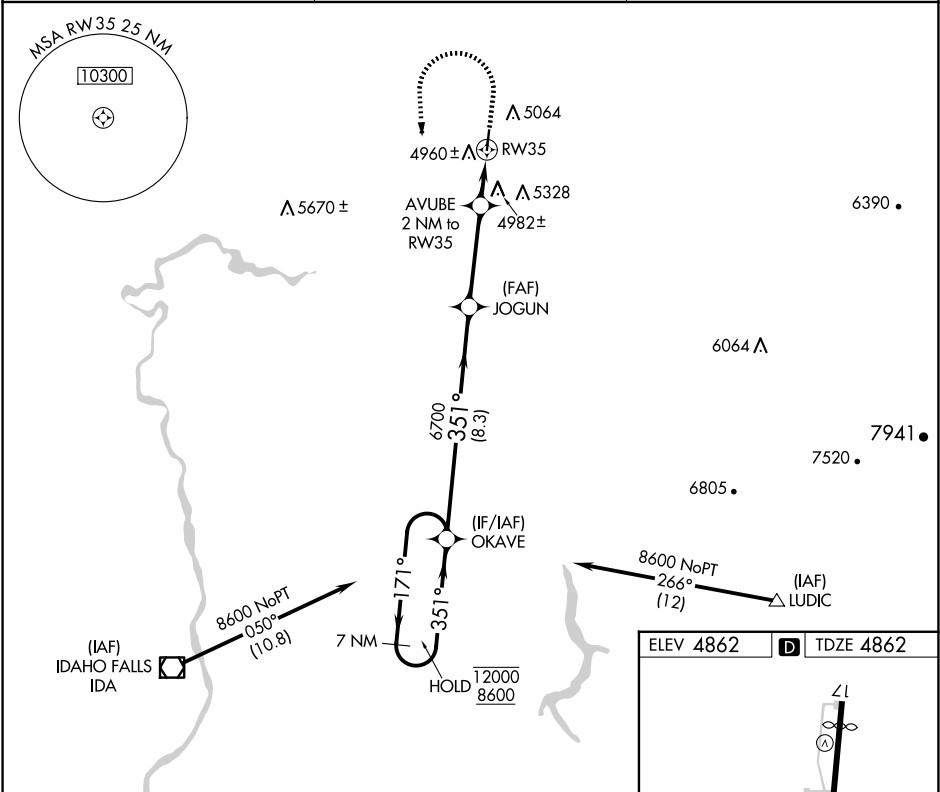 MSA RW35 25 NM
10300
5064
4960 ±
RW35
5670 ±
AVUBE
2 NM to
RW35
5328
4982±
6390
(FAF)
JOGUN
6064
6700
351°
(8.3)
7941
7520
6805
(IF/IAF)
OKAVE
171°
351°
8600 NoPT
266°
(12)
(IAF)
LUDIC
8600 NoPT
050°
(10.8)
(IAF)
IDAHO FALLS
IDA
7 NM
HOLD
12000
8600
ELEV 4862
D
TDZE 4862
17